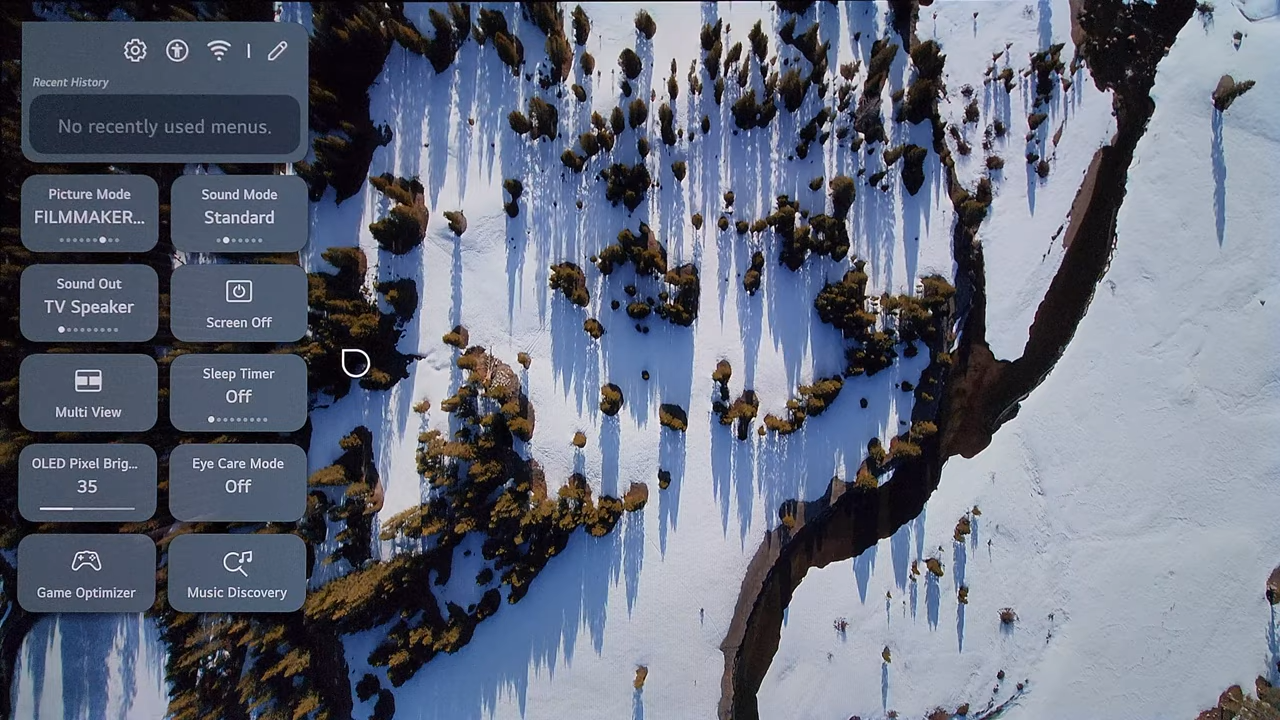 Recent History
No recently used menus.
Picture Mode
FILMMAKER...
Sound Mode
Standard
Sound Out
TV Speaker
Screen Off
Multi View
Sleep Timer
Off
OLED Pixel Brig...
35
Eye Care Mode
Off
Game Optimizer
Music Discovery